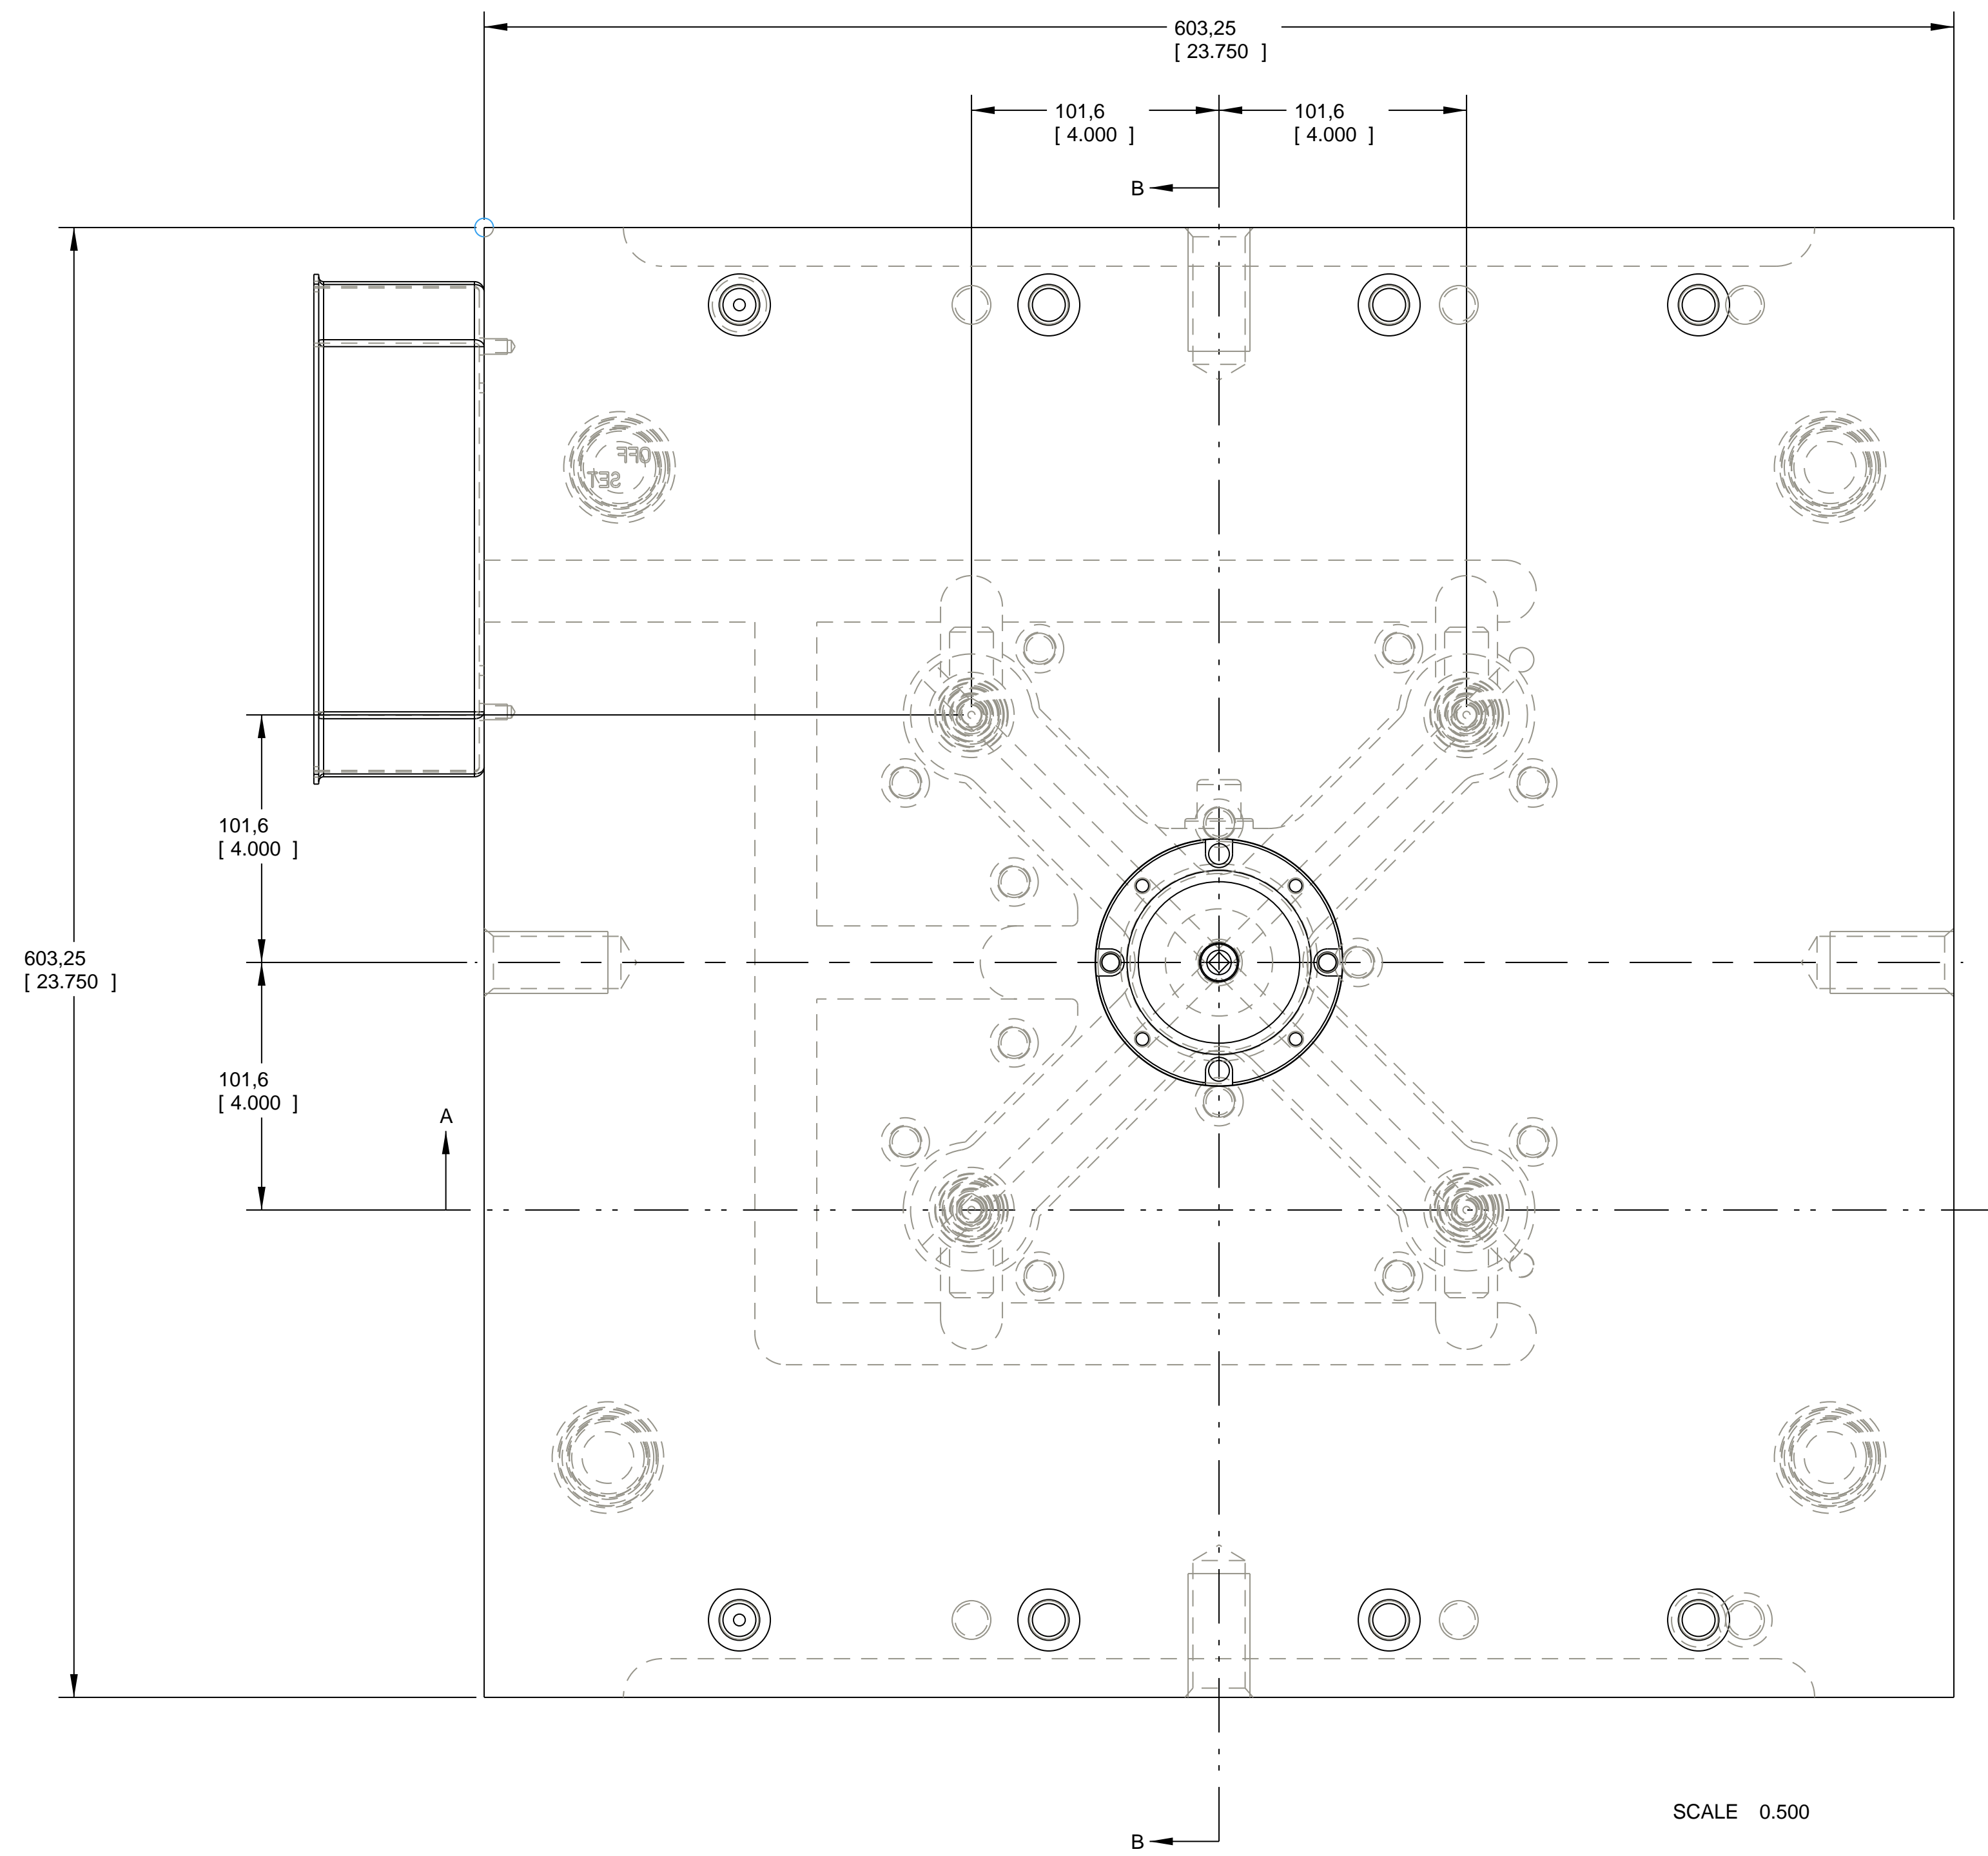 603,25
[ 23.750 ]
101,6
[ 4.000 ]
101,6
[ 4.000 ]
B
OFF
SET
101,6
[ 4.000 ]
603,25
[ 23.750 ]
101,6
[ 4.000 ]
A
SCALE 0.500
B